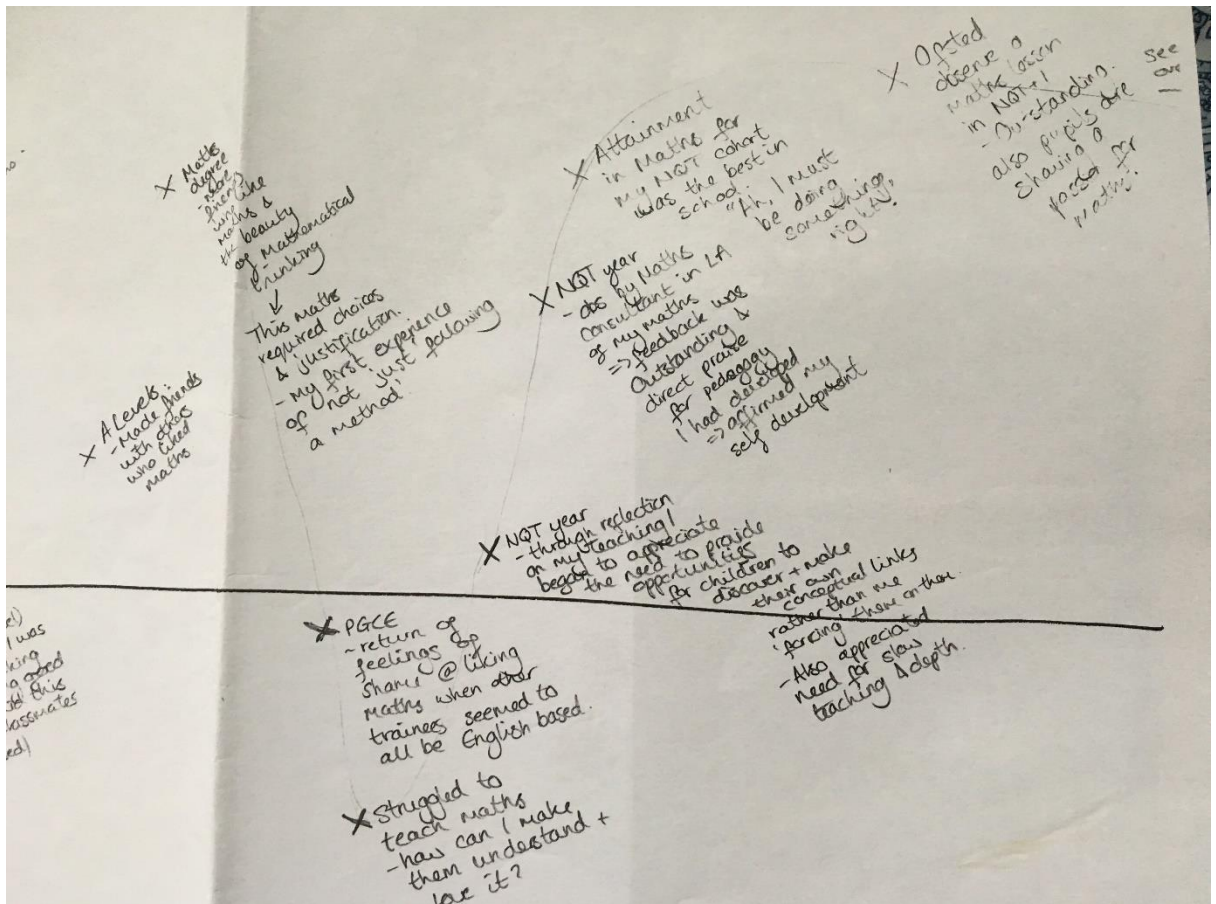 X Maths
degree
- more
friends
who like
maths &
the beauty
of Mathematical
thinking
↓
This maths
required choices
& justification.
- My first experience
of 'not just following
a method'
X A Levels:
- Made friends
with others
who liked
maths
X Attainment
in Maths for
my NQT cohort
was the best in
school.
"Ah, I must
be doing
something
right!"
X Ofsted
observe a
maths lesson
in NQT+1
- Outstanding.
also pupils are
sharing a
passion for
maths.
see
over
X NQT year
- obs by Maths
consultant in LA
of my maths
=> feedback was
Outstanding &
direct praise
for pedagogy
I had developed
=> affirmed my
self development
X NQT year
- through reflection
on my teaching I
began to appreciate
the need to provide
opportunities
for children to
discover + make
their own
conceptual links
rather than me
'forcing' them on them.
- Also appreciated
need for slow
teaching & depth.
X PGCE
- return of
feelings of
shame @ liking
maths when other
trainees seemed to
all be English based.
X Struggled to
teach maths
- how can I make
them understand +
love it?
I was
this
classmates